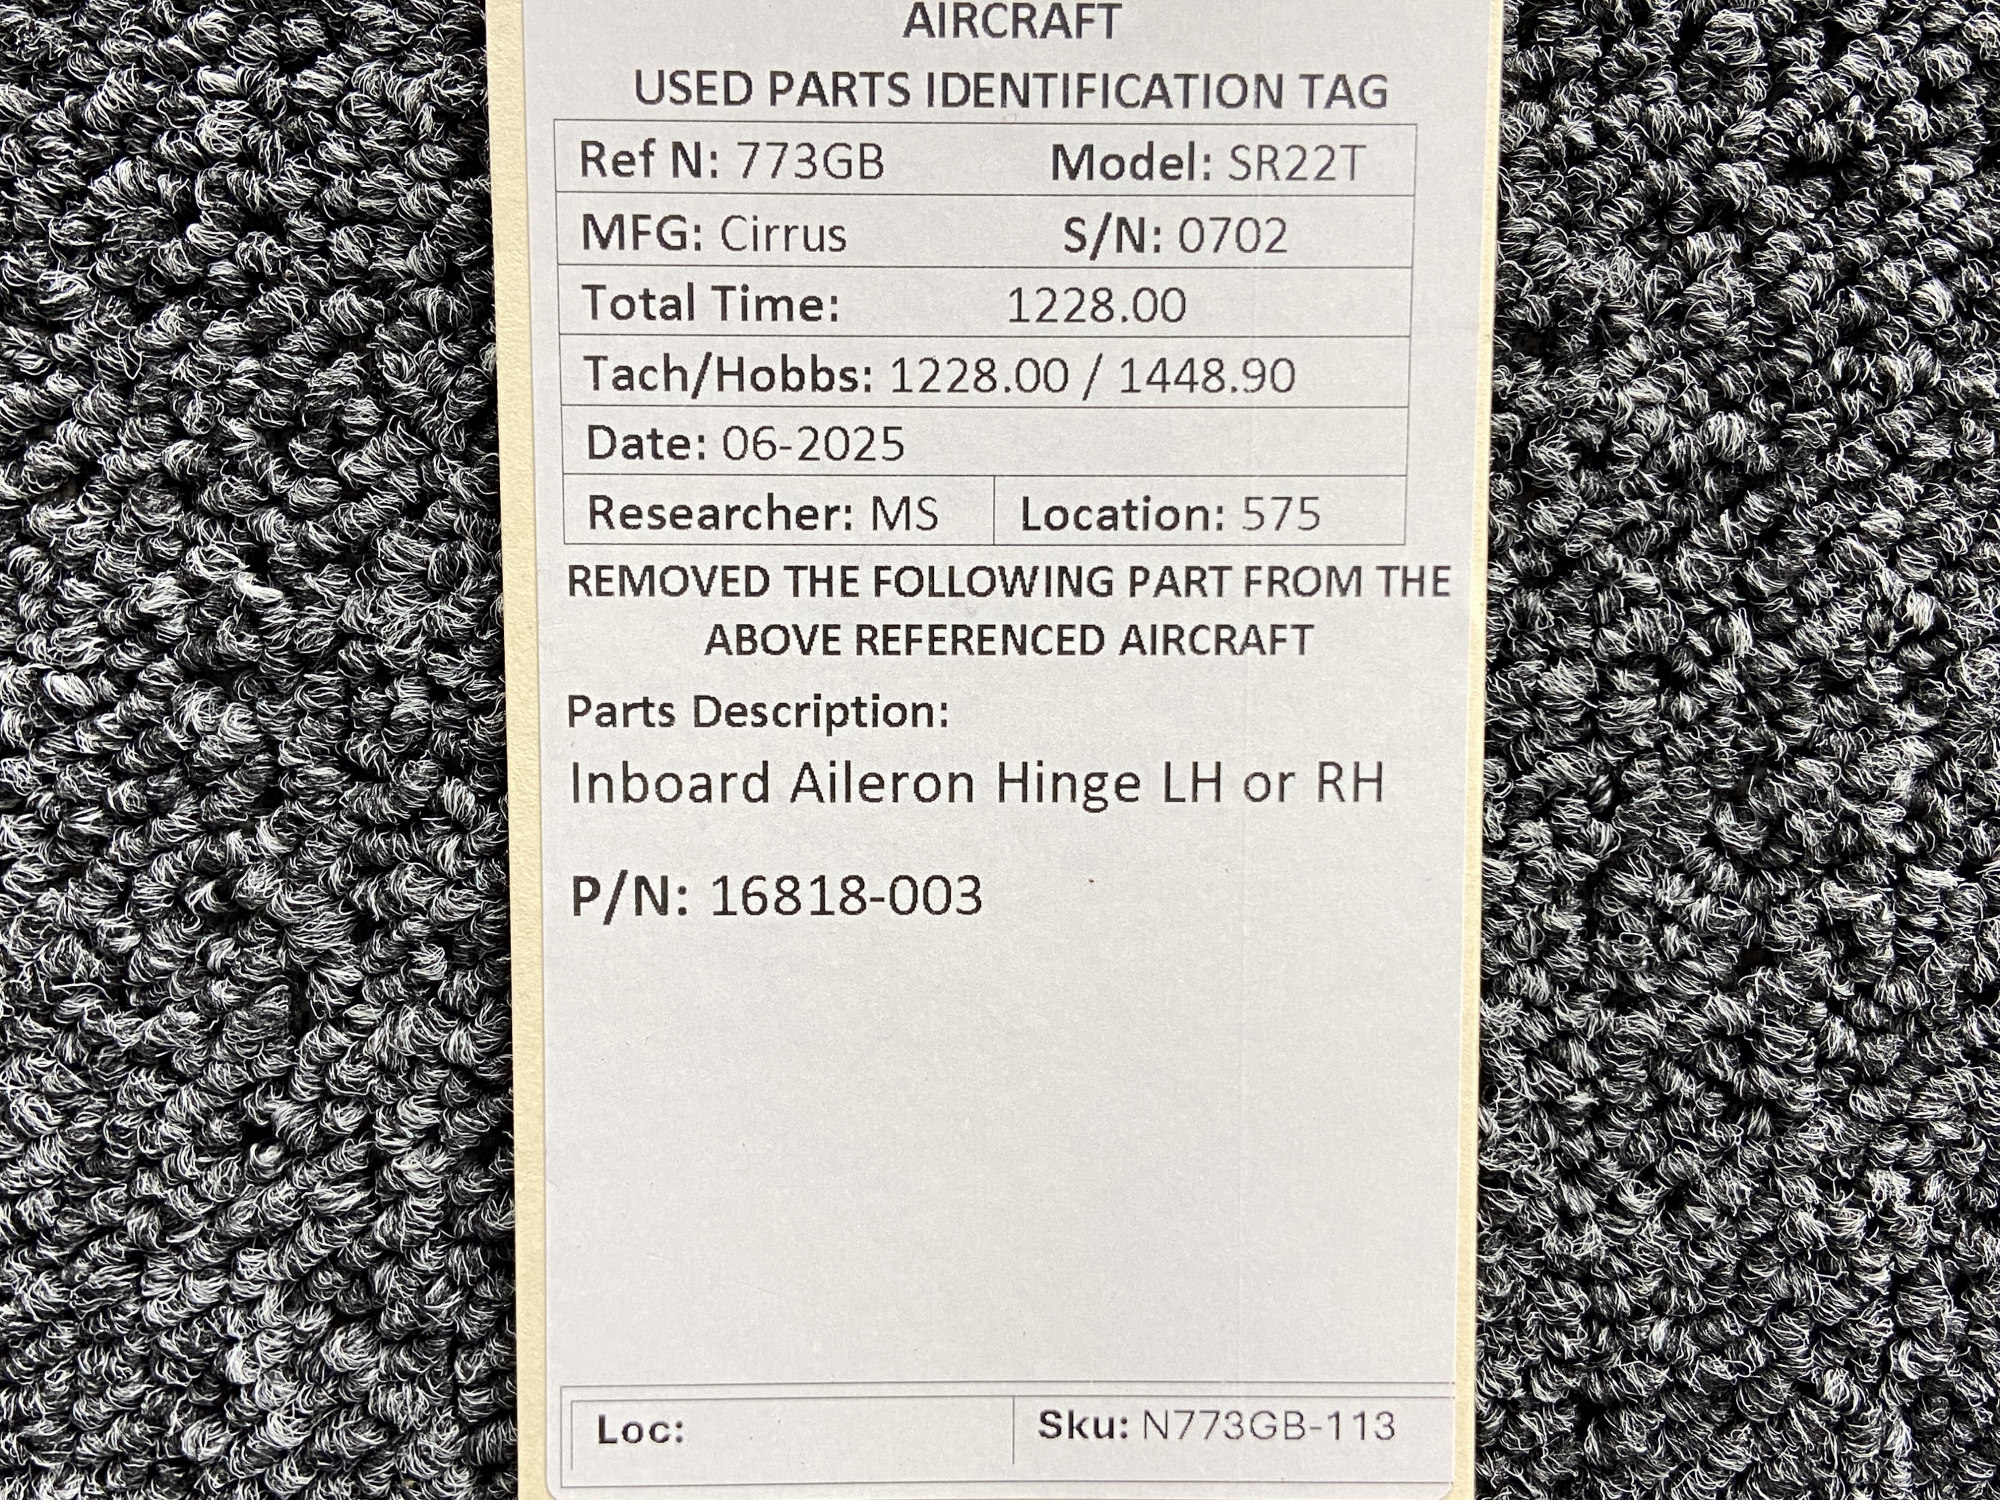 AIRCRAFT
USED PARTS IDENTIFICATION TAG
Ref N: 773GB Model: SR22T
MFG: Cirrus S/N: 0702
Total Time: 1228.00
Tach/Hobbs: 1228.00 / 1448.90
Date: 06-2025
Researcher: MS Location: 575
REMOVED THE FOLLOWING PART FROM THE
ABOVE REFERENCED AIRCRAFT
Parts Description:
Inboard Aileron Hinge LH or RH
P/N: 16818-003
Loc: Sku: N773GB-113